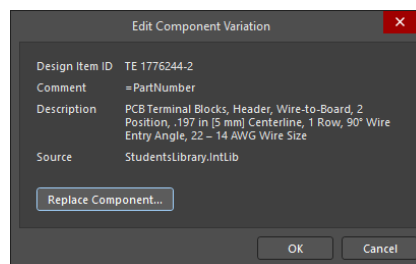 Edit Component Variation
Design Item ID TE 1776244-2
Comment =PartNumber
Description PCB Terminal Blocks, Header, Wire-to-Board, 2
Position, .197 in [5 mm] Centerline, 1 Row, 90° Wire
Entry Angle, 22 – 14 AWG Wire Size
Source StudentsLibrary.IntLib
Replace Component...
OK Cancel